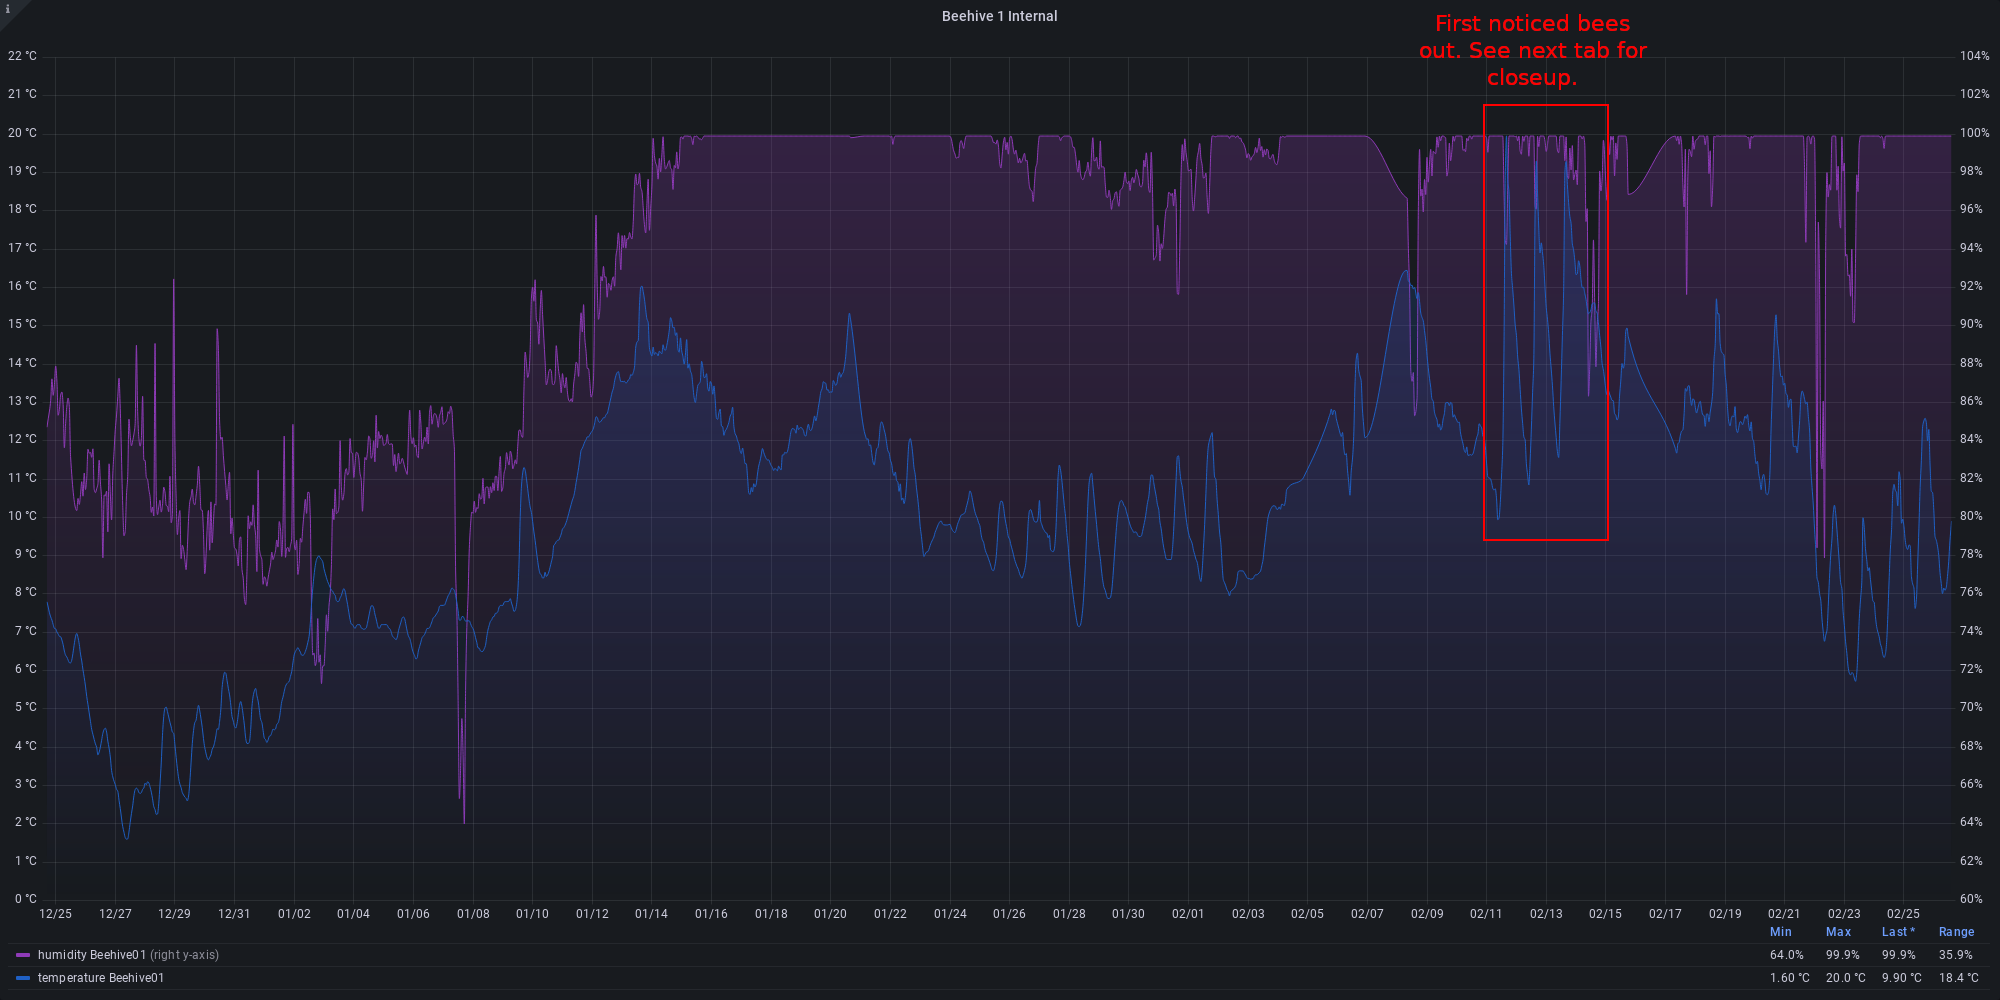 i
Beehive 1 Internal
First noticed bees
out. See next tab for
closeup.
22 °C
21 °C
20 °C
19 °C
18 °C
17 °C
16 °C
15 °C
14 °C
13 °C
12 °C
11 °C
10 °C
9 °C
8 °C
7 °C
6 °C
5 °C
4 °C
3 °C
2 °C
1 °C
0 °C
104%
102%
100%
98%
96%
94%
92%
90%
88%
86%
84%
82%
80%
78%
76%
74%
72%
70%
68%
66%
64%
62%
60%
12/25 12/27 12/29 12/31 01/02 01/04 01/06 01/08 01/10 01/12 01/14 01/16 01/18 01/20 01/22 01/24 01/26 01/28 01/30 02/01 02/03 02/05 02/07 02/09 02/11 02/13 02/15 02/17 02/19 02/21 02/23 02/25
Min Max Last * Range
humidity Beehive01 (right y-axis) 64.0% 99.9% 99.9% 35.9%
temperature Beehive01 1.60 °C 20.0 °C 9.90 °C 18.4 °C